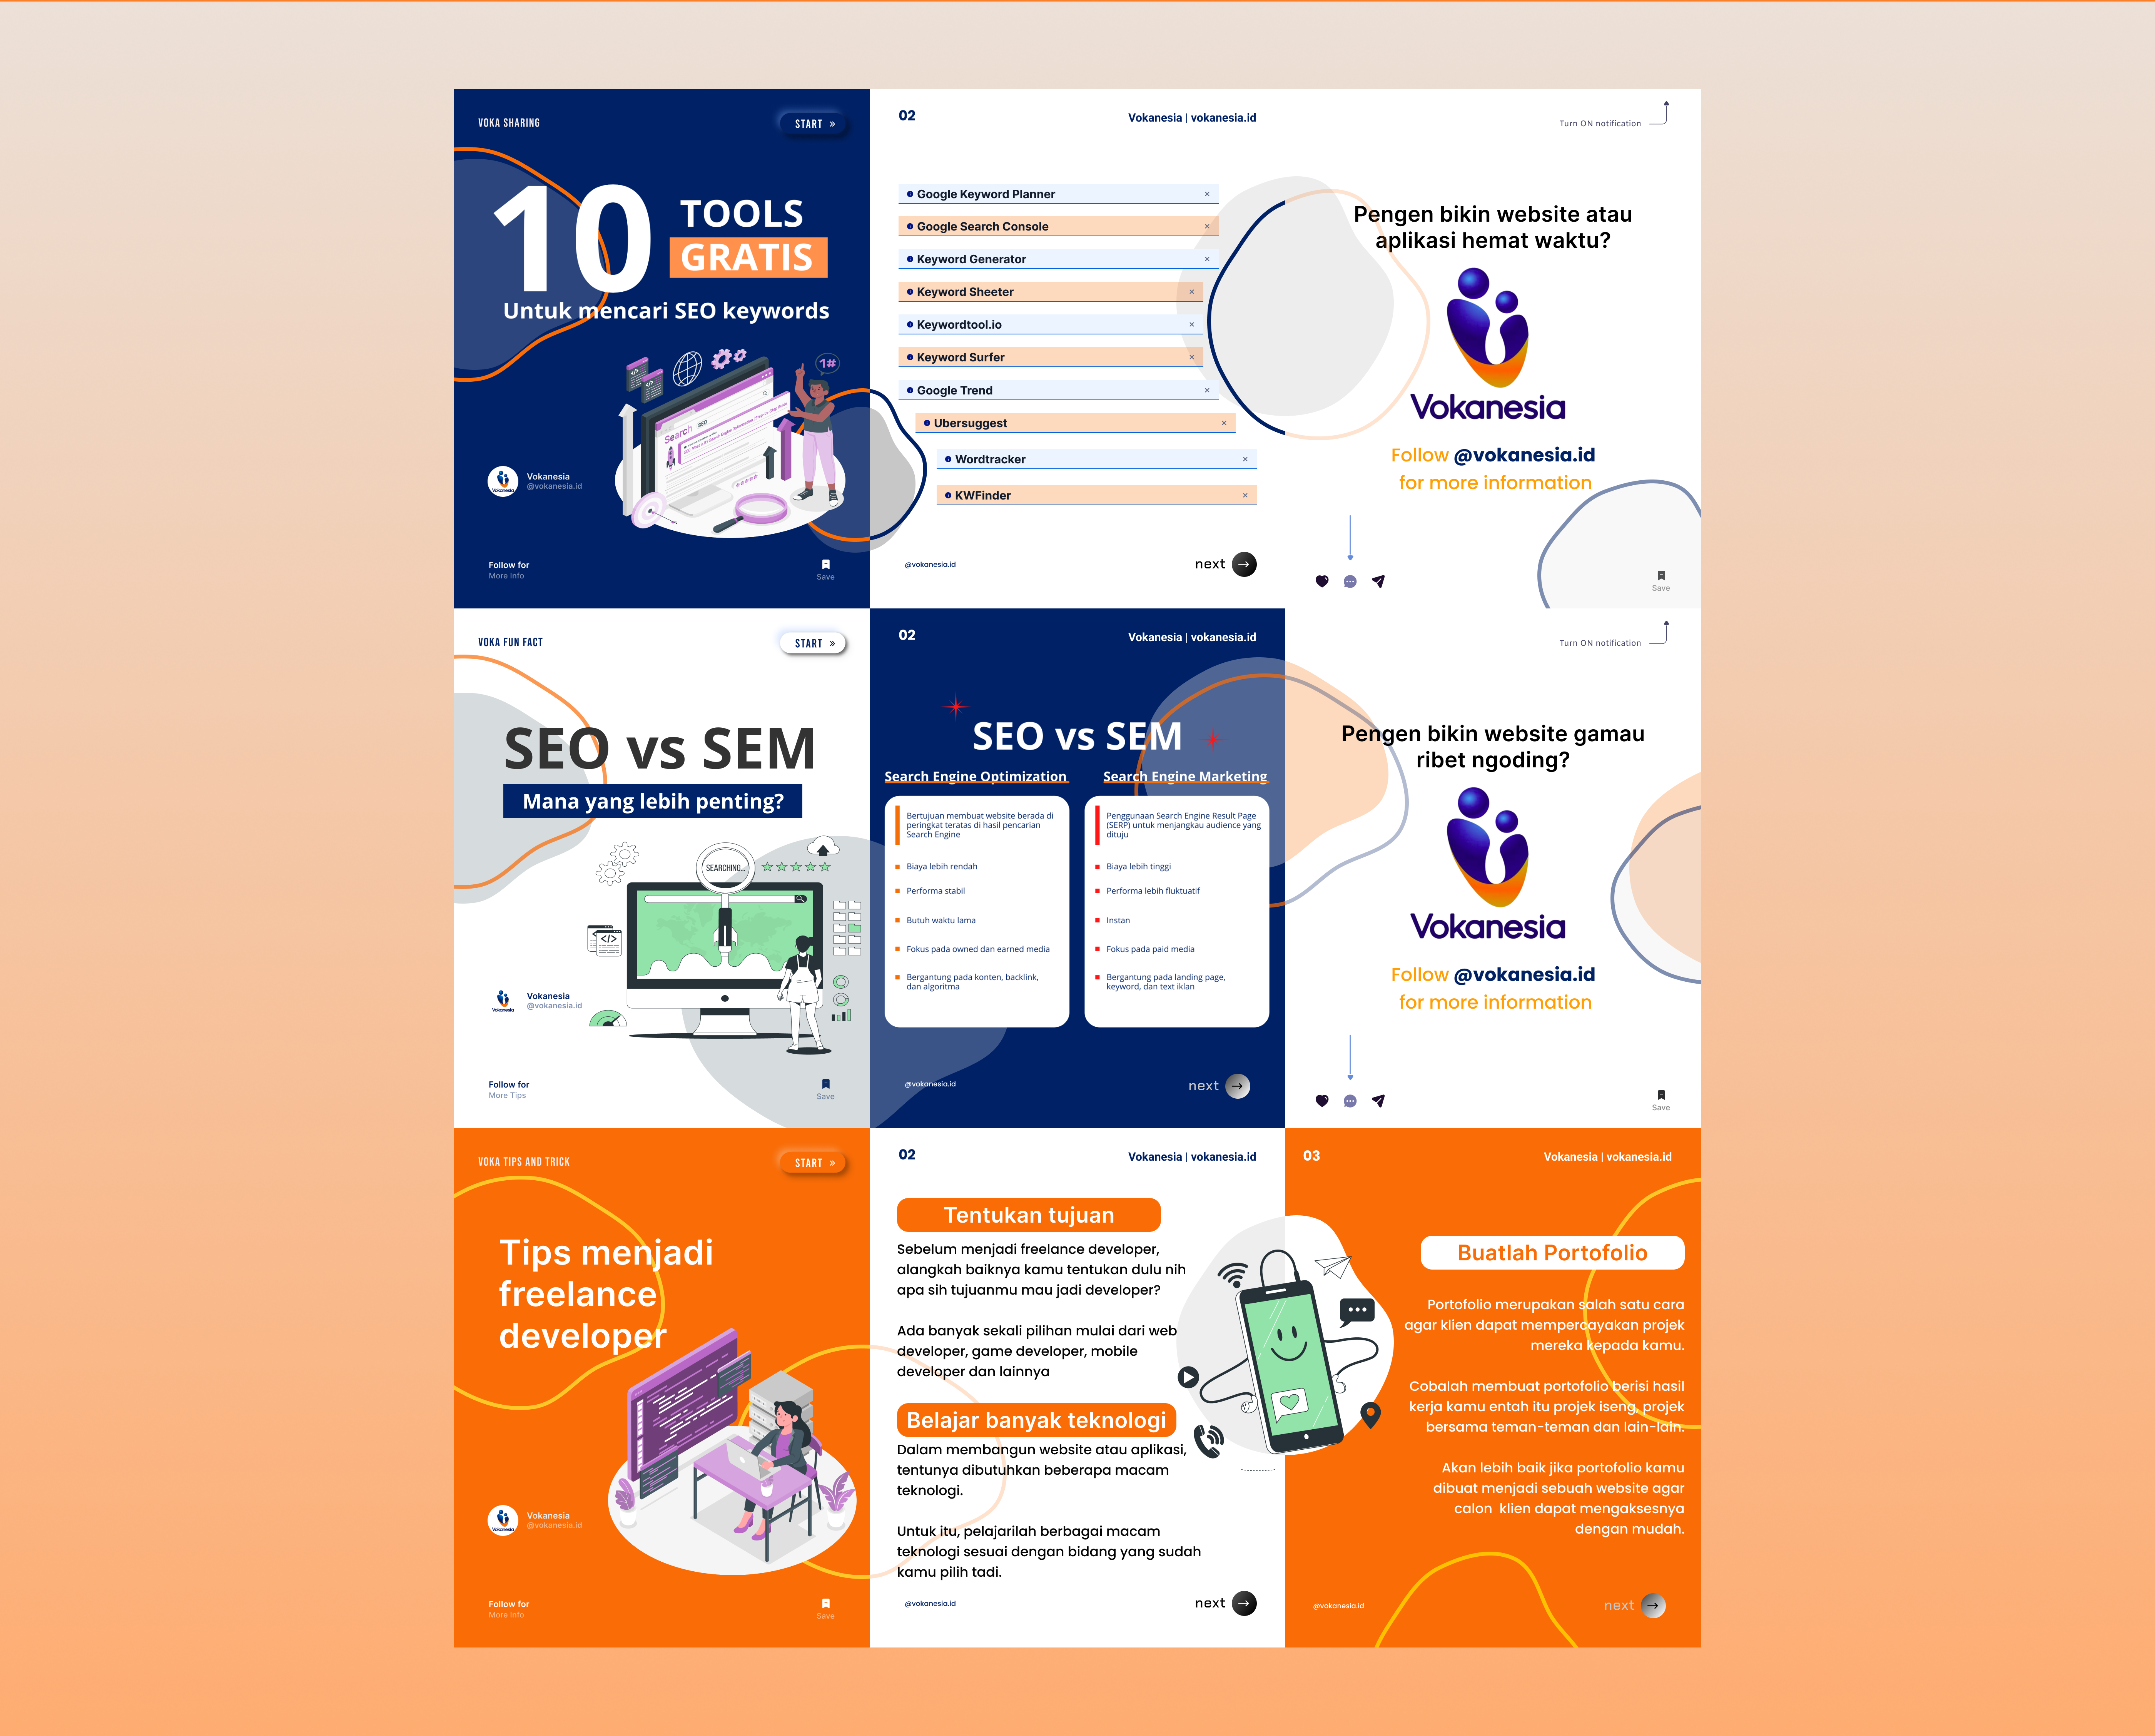 VOKA SHARING
START »
10
TOOLS
GRATIS
Untuk mencari SEO keywords
1#
Search
SEO
Vokanesia
Vokanesia
@vokanesia.id
Follow for
More Info
Save
02
Vokanesia | vokanesia.id
Google Keyword Planner
Google Search Console
Keyword Generator
Keyword Sheeter
Keywordtool.io
Keyword Surfer
Google Trend
Ubersuggest
Wordtracker
KWFinder
@vokanesia.id
next
Turn ON notification
Pengen bikin website atau
aplikasi hemat waktu?
Vokanesia
Follow @vokanesia.id
for more information
Save
VOKA FUN FACT
START »
SEO vs SEM
Mana yang lebih penting?
SEARCHING...
</>
Vokanesia
Vokanesia
@vokanesia.id
Follow for
More Tips
Save
02
Vokanesia | vokanesia.id
SEO vs SEM
Search Engine Optimization
Bertujuan membuat website berada di
peringkat teratas di hasil pencarian
Search Engine
Biaya lebih rendah
Performa stabil
Butuh waktu lama
Fokus pada owned dan earned media
Bergantung pada konten, backlink,
dan algoritma
Search Engine Marketing
Penggunaan Search Engine Result Page
(SERP) untuk menjangkau audience yang
dituju
Biaya lebih tinggi
Performa lebih fluktuatif
Instan
Fokus pada paid media
Bergantung pada landing page,
keyword, dan text iklan
@vokanesia.id
next
Turn ON notification
Pengen bikin website gamau
ribet ngoding?
Vokanesia
Follow @vokanesia.id
for more information
Save
VOKA TIPS AND TRICK
START »
Tips menjadi
freelance
developer
Vokanesia
Vokanesia
@vokanesia.id
Follow for
More Info
Save
02
Vokanesia | vokanesia.id
Tentukan tujuan
Sebelum menjadi freelance developer,
alangkah baiknya kamu tentukan dulu nih
apa sih tujuanmu mau jadi developer?
Ada banyak sekali pilihan mulai dari web
developer, game developer, mobile
developer dan lainnya
Belajar banyak teknologi
Dalam membangun website atau aplikasi,
tentunya dibutuhkan beberapa macam
teknologi.
Untuk itu, pelajarilah berbagai macam
teknologi sesuai dengan bidang yang sudah
kamu pilih tadi.
@vokanesia.id
next
03
Vokanesia | vokanesia.id
Buatlah Portofolio
Portofolio merupakan salah satu cara
agar klien dapat mempercayakan projek
mereka kepada kamu.
Cobalah membuat portofolio berisi hasil
kerja kamu entah itu projek iseng, projek
bersama teman-teman dan lain-lain.
Akan lebih baik jika portofolio kamu
dibuat menjadi sebuah website agar
calon klien dapat mengaksesnya
dengan mudah.
@vokanesia.id
next